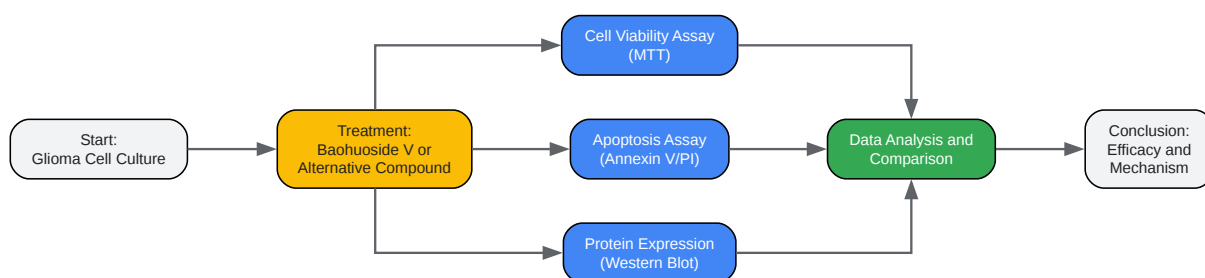 Start:
Glioma Cell Culture
Treatment:
Baohuoside V or
Alternative Compound
Cell Viability Assay
(MTT)
Apoptosis Assay
(Annexin V/PI)
Protein Expression
(Western Blot)
Data Analysis and
Comparison
Conclusion:
Efficacy and
Mechanism